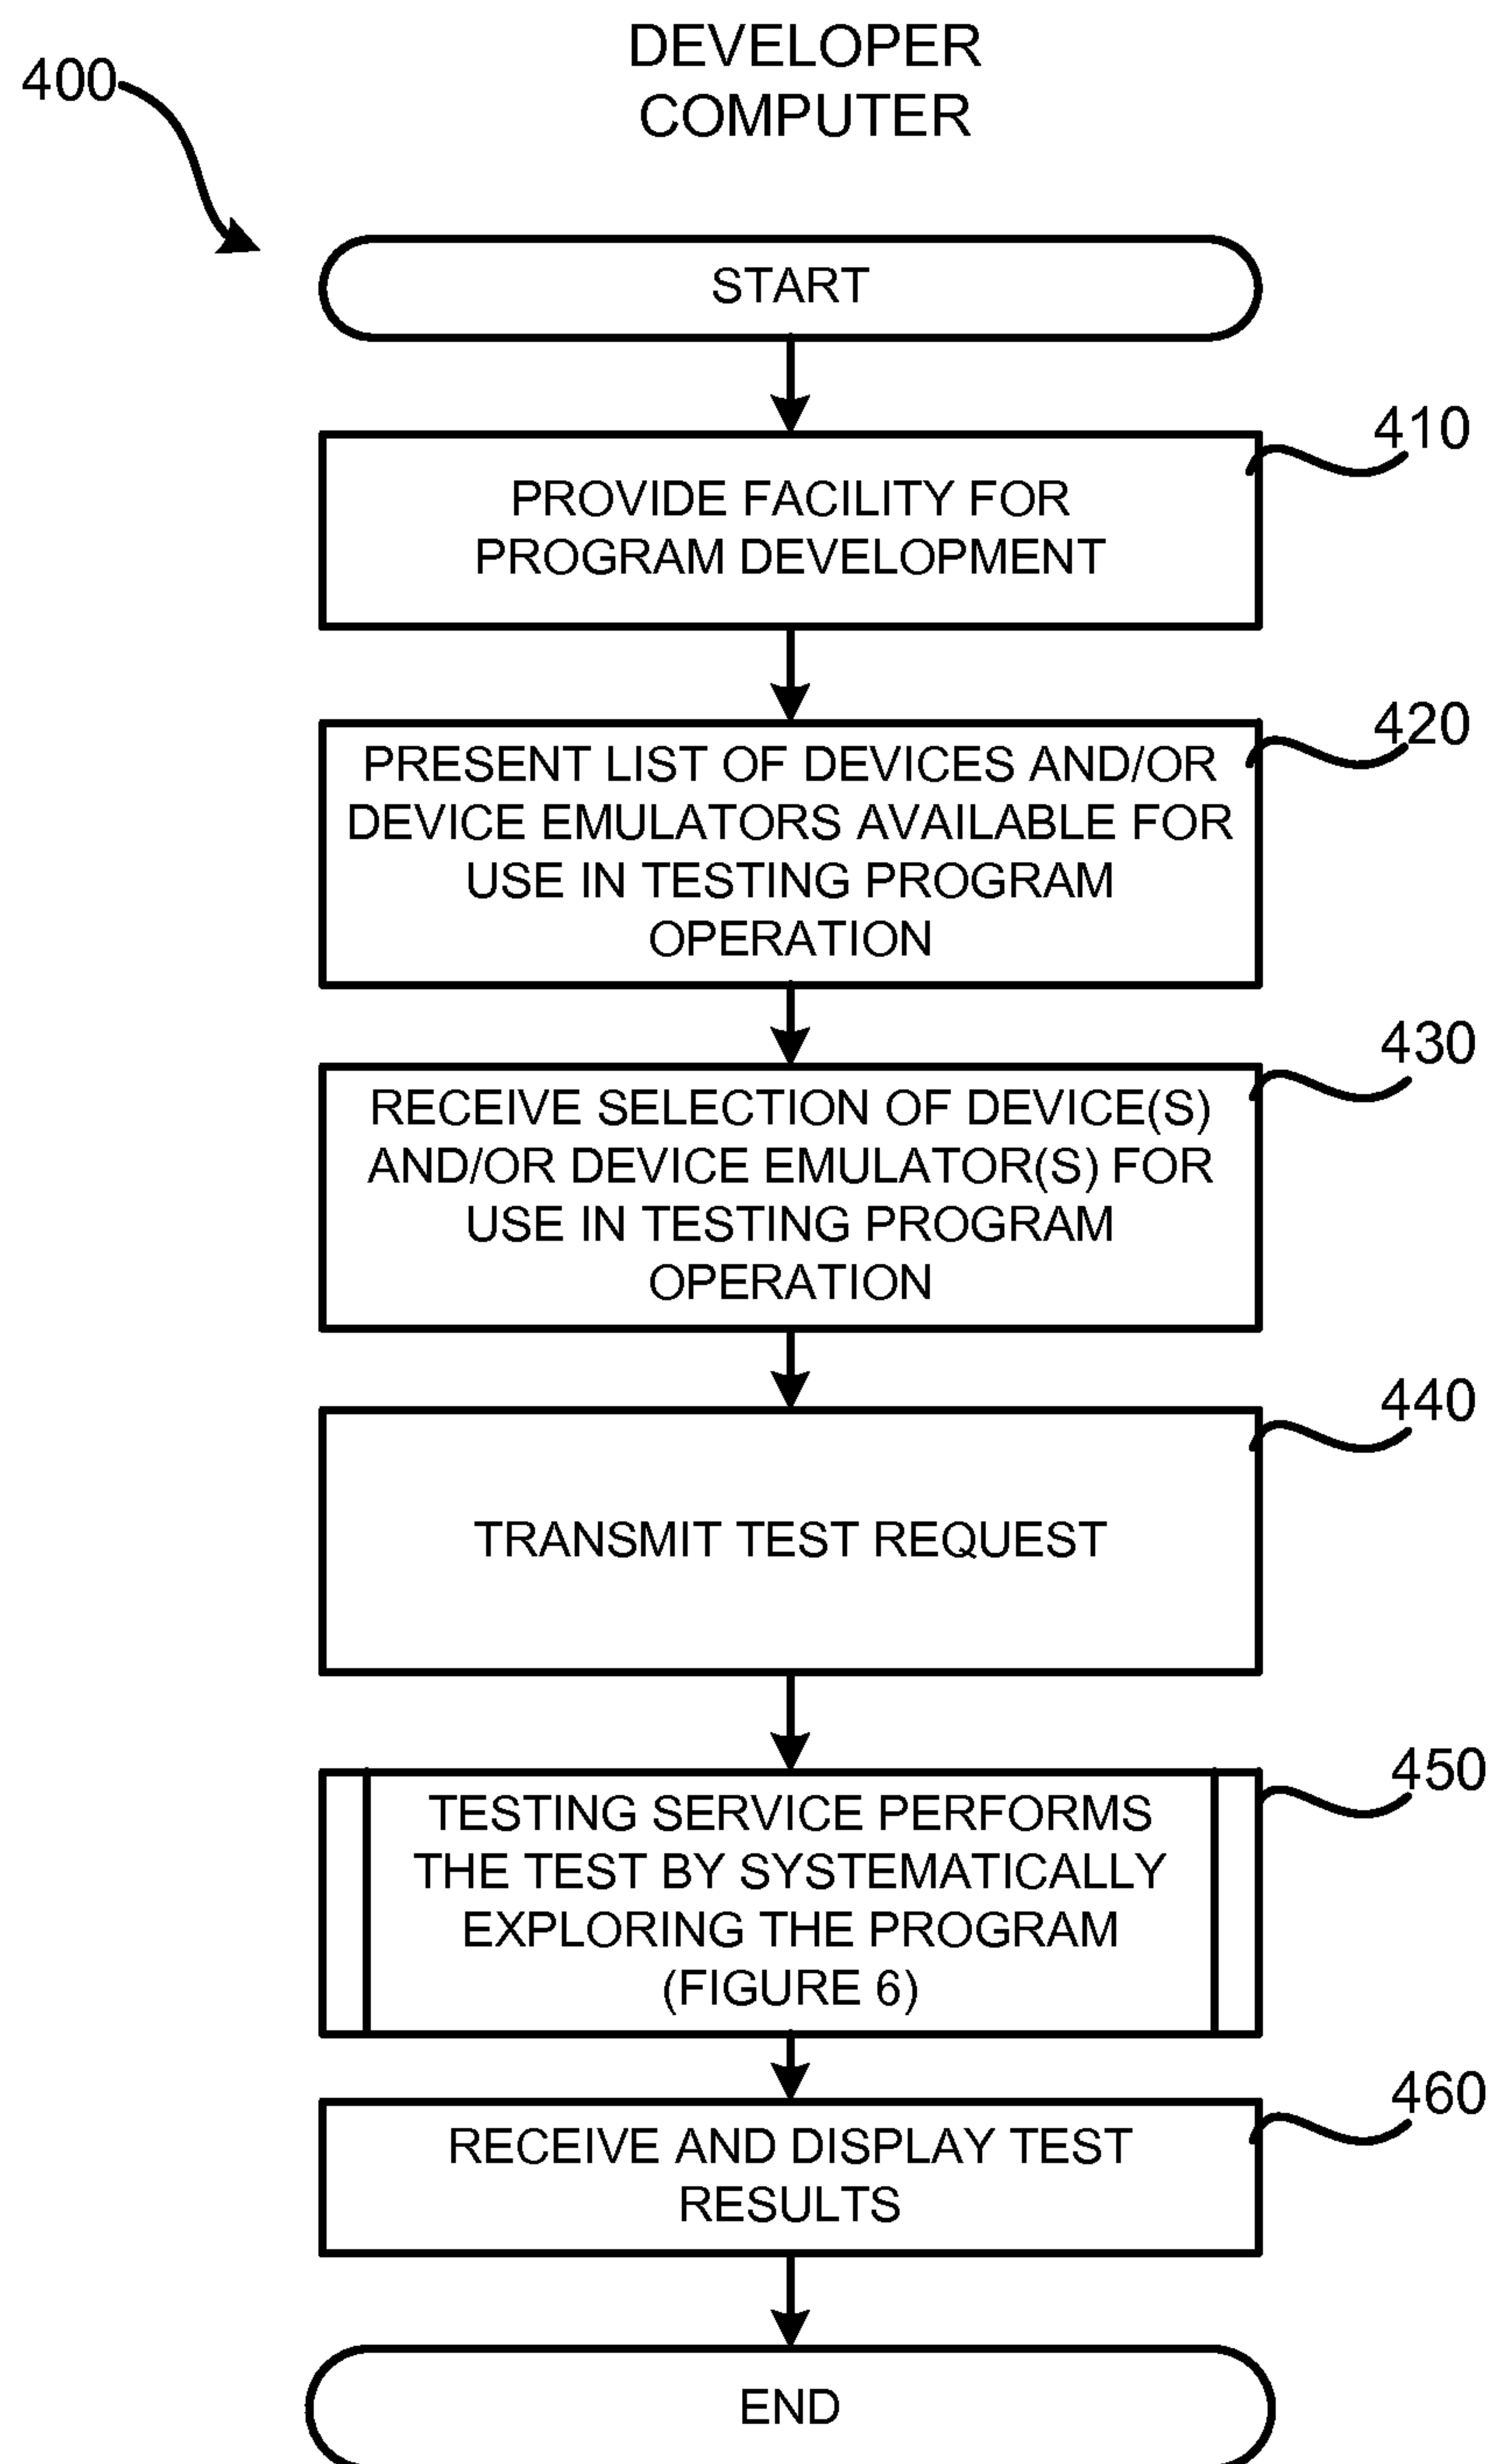 DEVELOPER
COMPUTER
400
START
410
PROVIDE FACILITY FOR
PROGRAM DEVELOPMENT
420
PRESENT LIST OF DEVICES AND/OR
DEVICE EMULATORS AVAILABLE FOR
USE IN TESTING PROGRAM
OPERATION
430
RECEIVE SELECTION OF DEVICE(S)
AND/OR DEVICE EMULATOR(S) FOR
USE IN TESTING PROGRAM
OPERATION
440
TRANSMIT TEST REQUEST
450
TESTING SERVICE PERFORMS
THE TEST BY SYSTEMATICALLY
EXPLORING THE PROGRAM
(FIGURE 6)
460
RECEIVE AND DISPLAY TEST
RESULTS
END